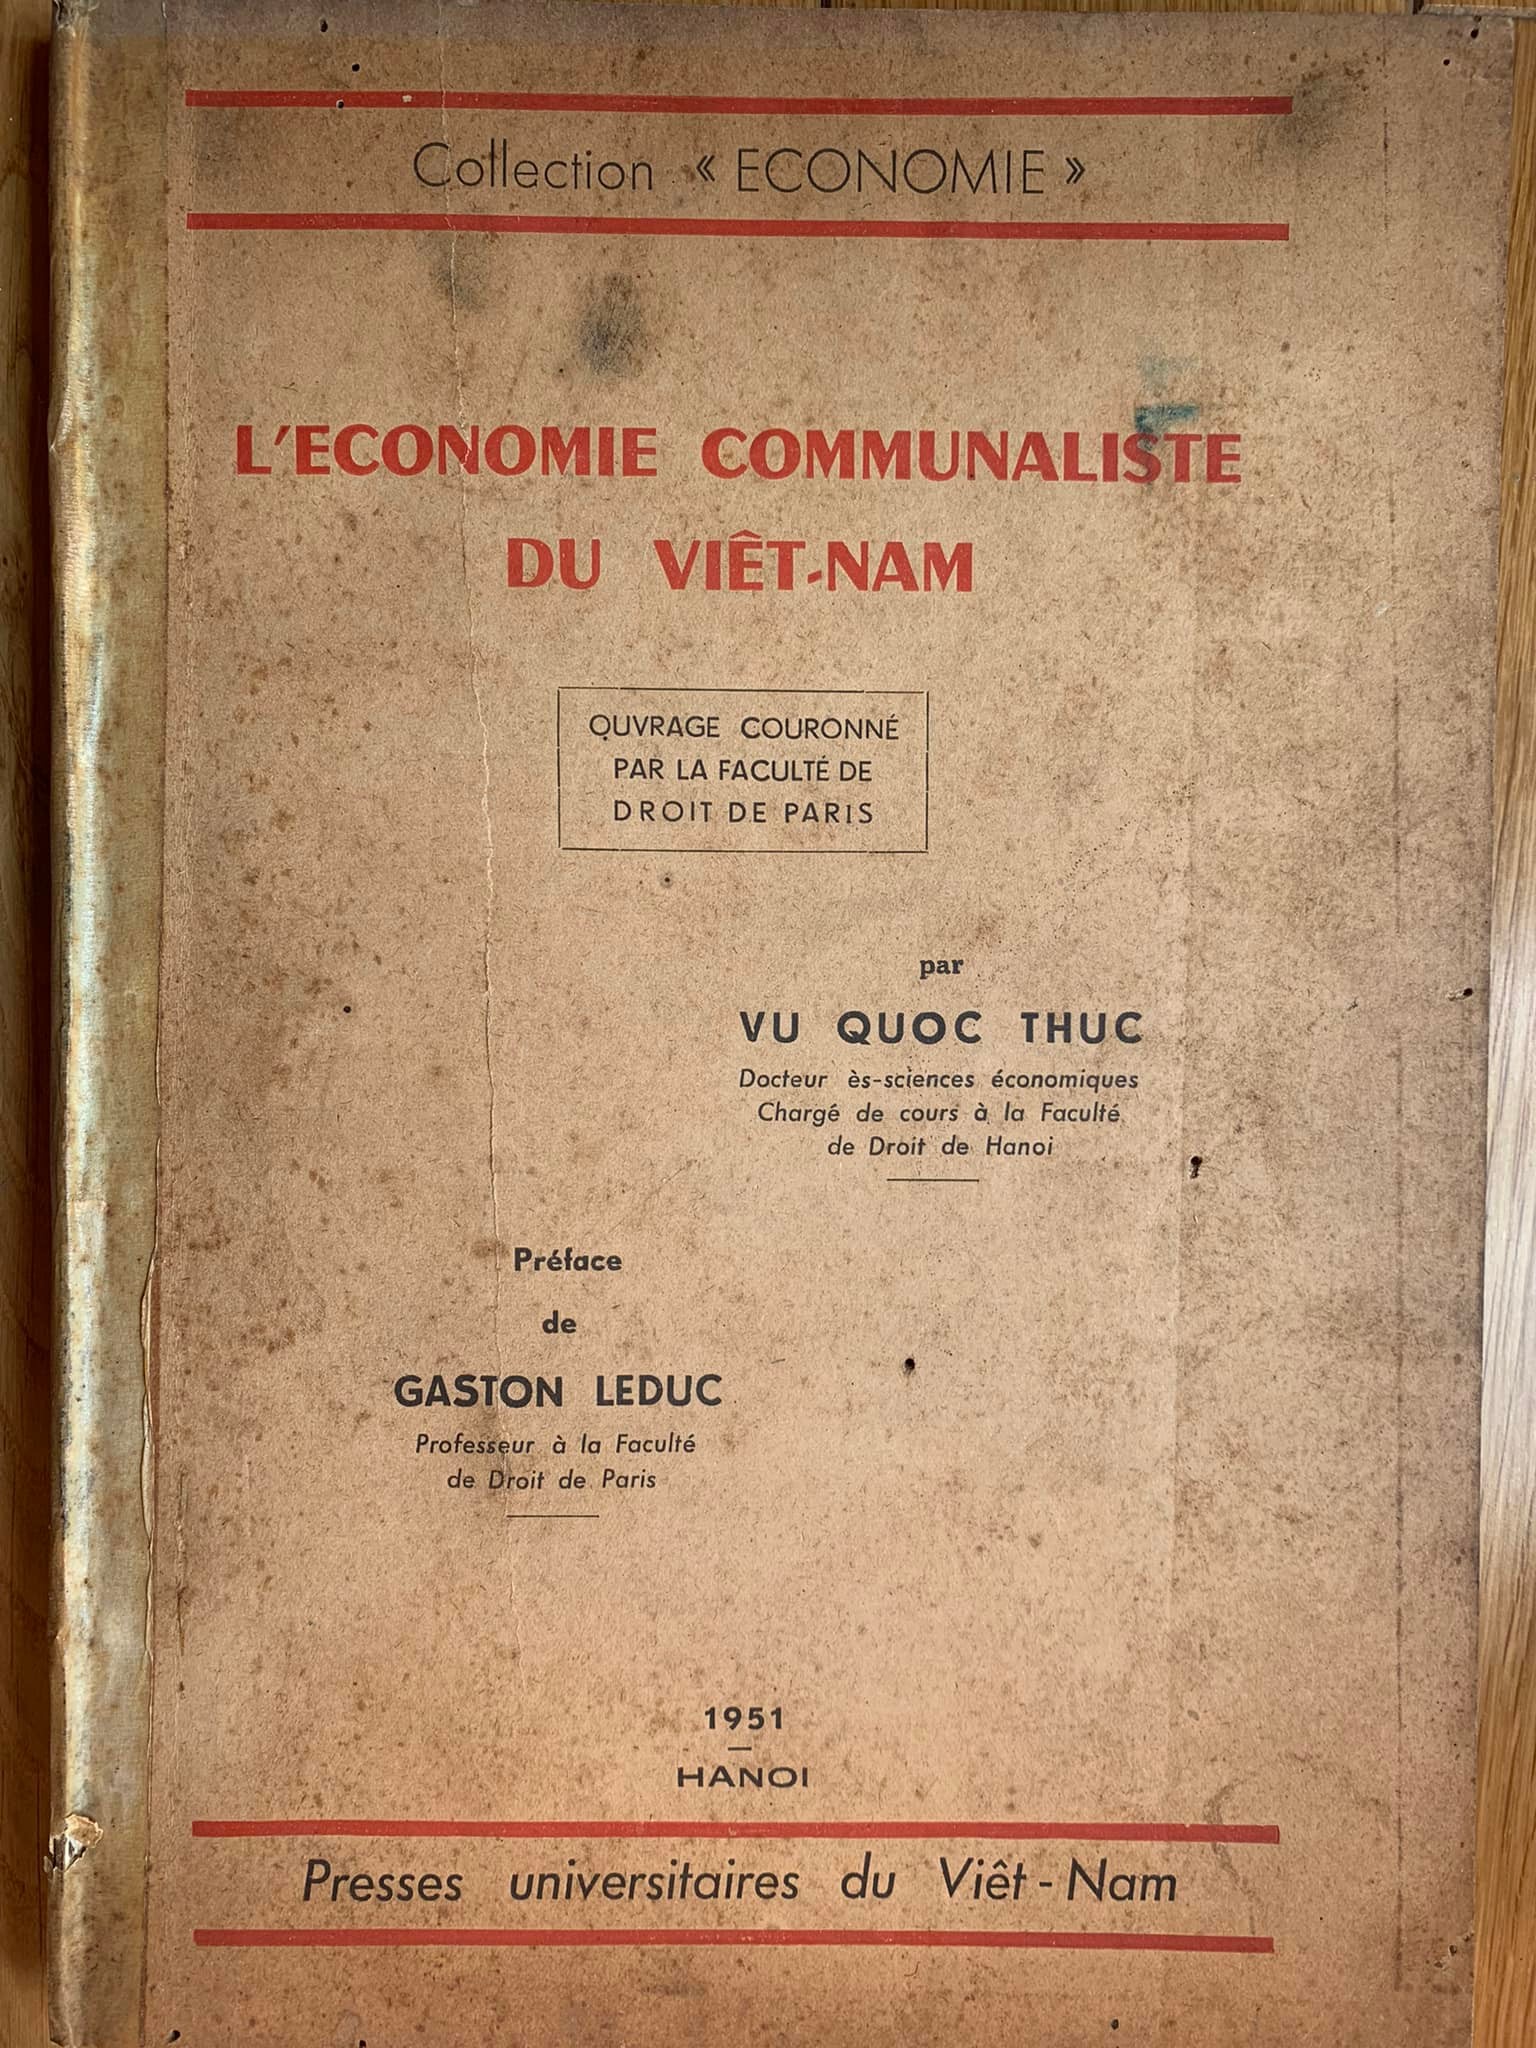 Collection « ECONOMIE »
L'ECONOMIE COMMUNALISTE
DU VIÊT-NAM
OUVRAGE COURONNÉ
PAR LA FACULTÉ DE
DROIT DE PARIS
par
VU QUOC THUC
Docteur ès-sciences économiques
Chargé de cours à la Faculté
de Droit de Hanoi
Préface
de
GASTON LEDUC
Professeur à la Faculté
de Droit de Paris
1951
HANOI
Presses universitaires du Viêt-Nam